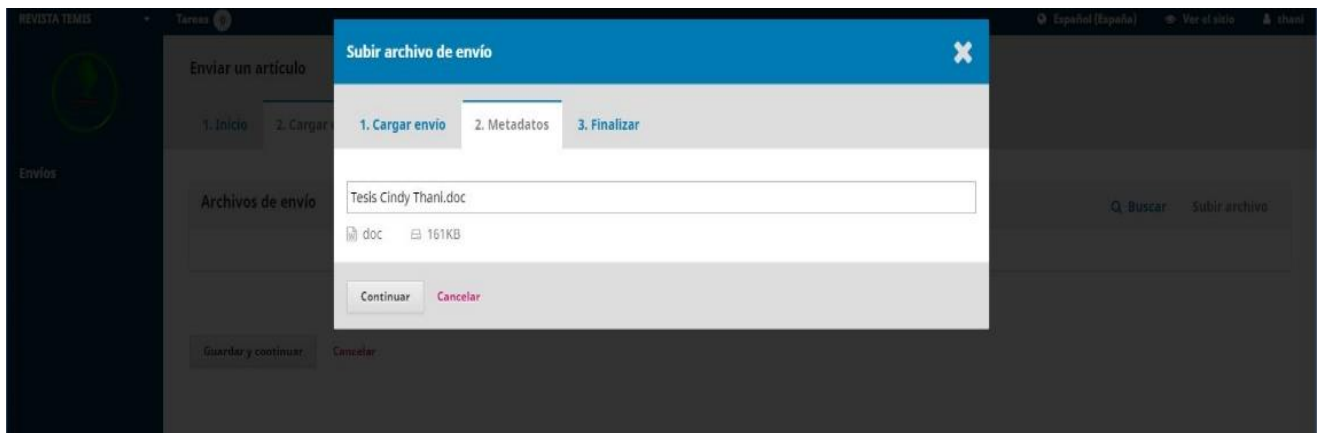 REVISTA TEMIS
Tareas 0
Español (España)
Ver el sitio
thani
Enviar un artículo
1. Inicio
2. Cargar
Envíos
Archivos de envío
Buscar
Subir archivo
Guardar y continuar
Cancelar
Subir archivo de envío
1. Cargar envío
2. Metadatos
3. Finalizar
Tesis Cindy Thani.doc
doc
161KB
Continuar
Cancelar